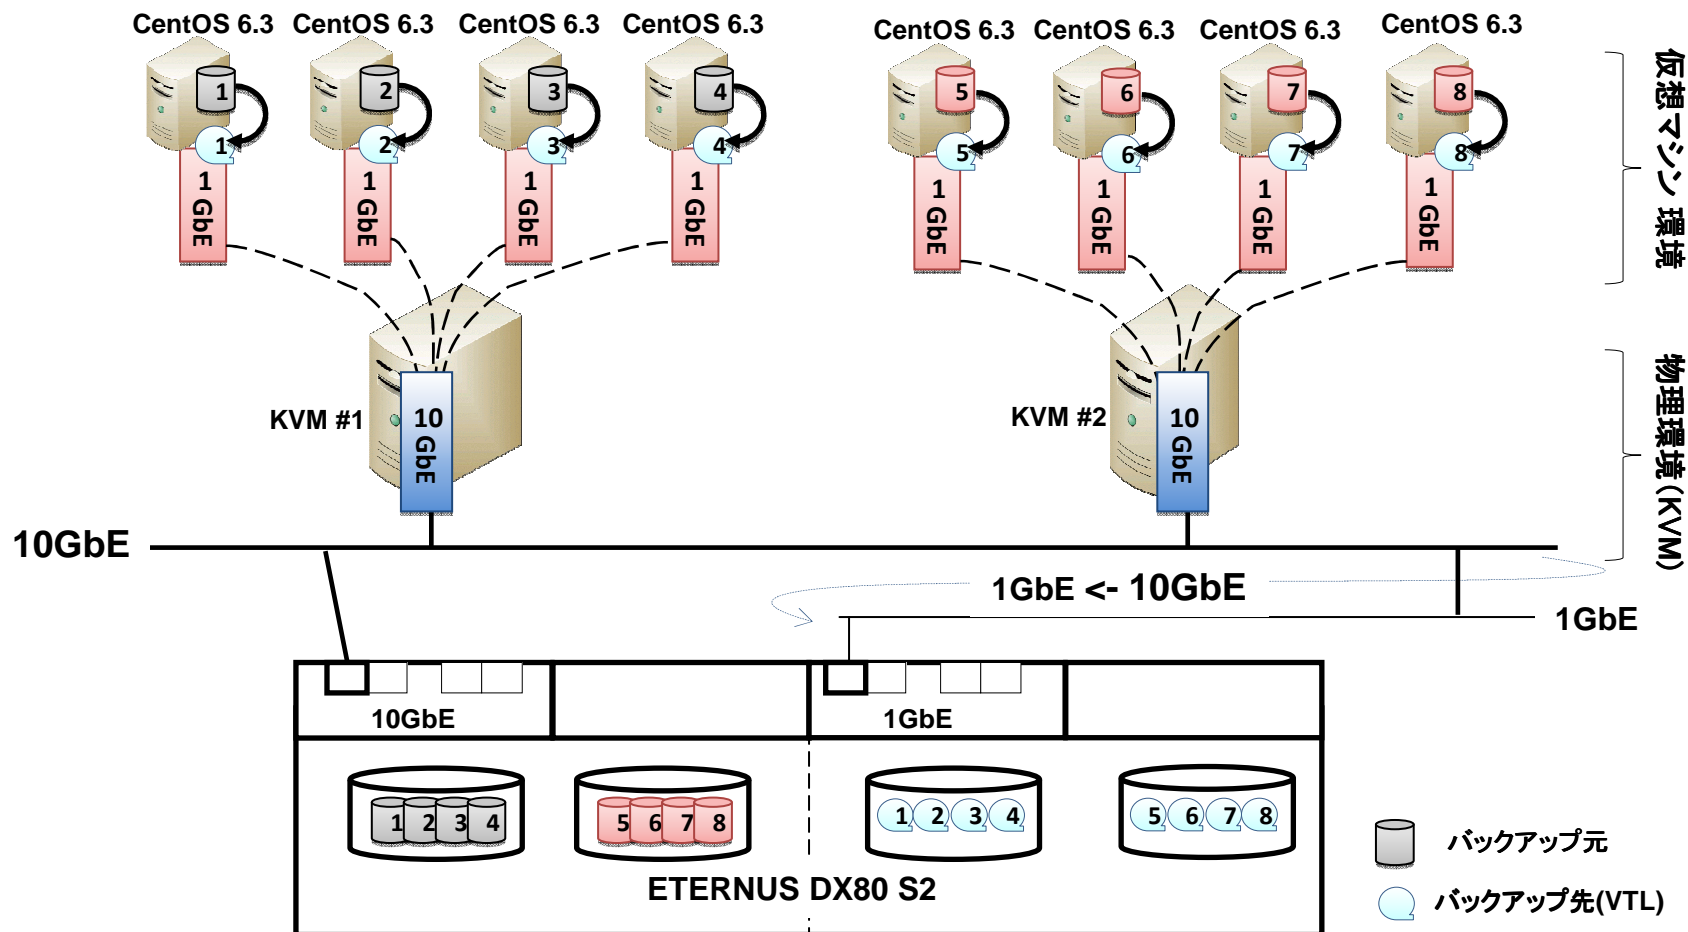 CentOS 6.3 CentOS 6.3 CentOS 6.3 CentOS 6.3 CentOS 6.3 CentOS 6.3 CentOS 6.3 CentOS 6.3
1 2 3 4 5 6 7 8
1 2 3 4 5 6 7 8
1 GbE 1 GbE 1 GbE 1 GbE 1 GbE 1 GbE 1 GbE 1 GbE
仮想マシン 環境
KVM #1
10 GbE
KVM #2
10 GbE
物理環境(KVM)
10GbE
1GbE <- 10GbE
1GbE
10GbE
1GbE
1 2 3 4
5 6 7 8
1 2 3 4
5 6 7 8
ETERNUS DX80 S2
バックアップ元
バックアップ先(VTL)